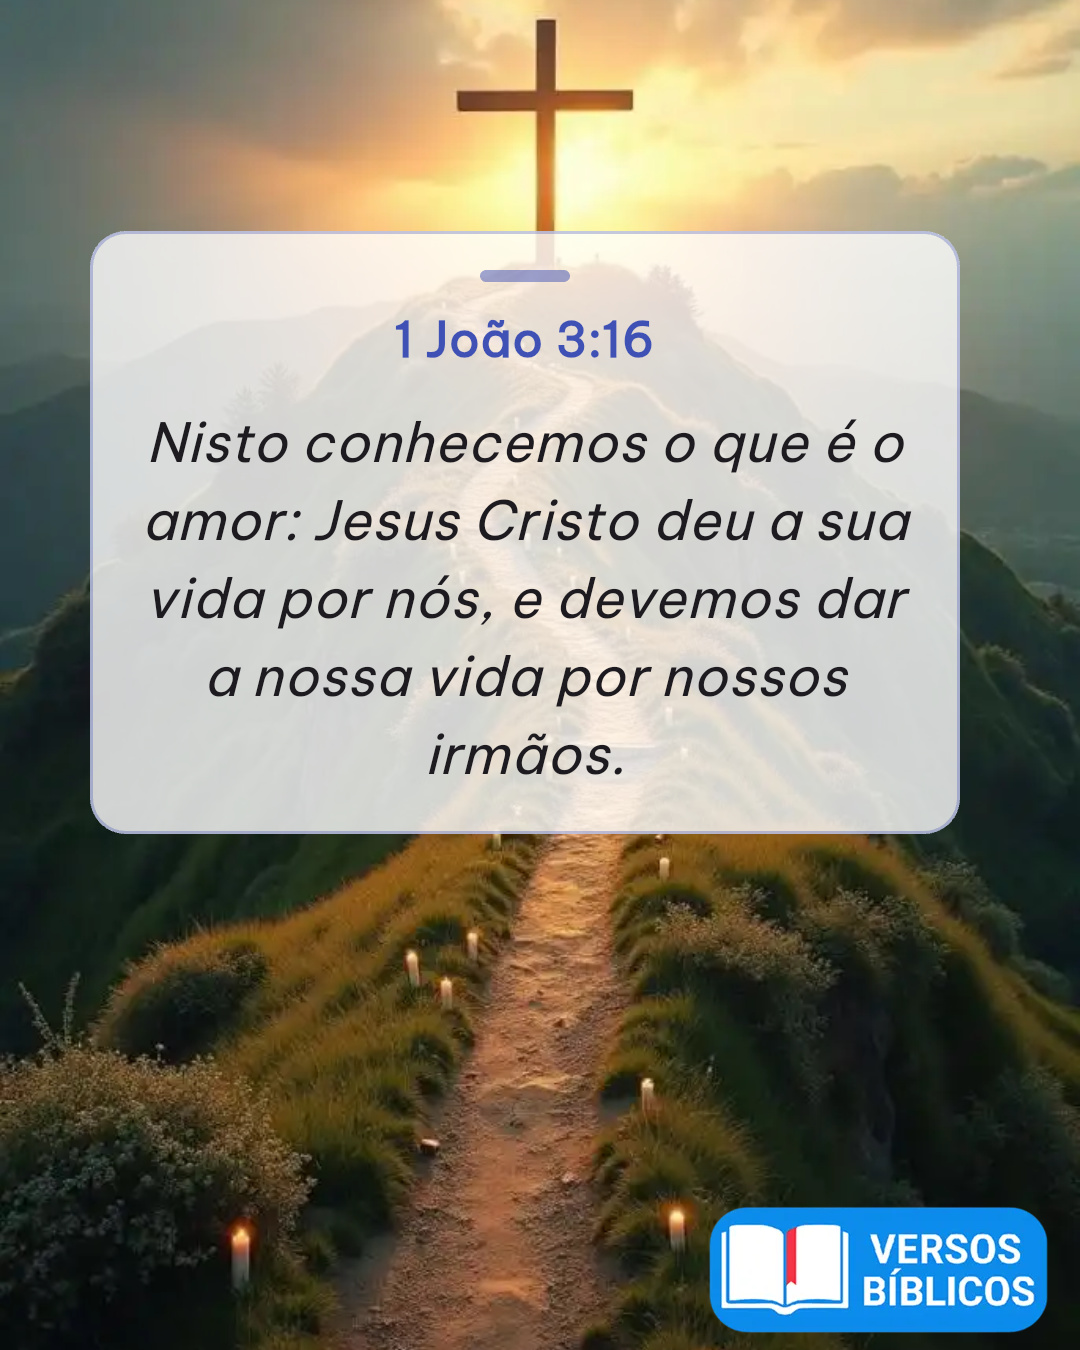 1 João 3:16
Nisto conhecemos o que é o
amor: Jesus Cristo deu a sua
vida por nós, e devemos dar
a nossa vida por nossos
irmãos.
VERSOS
BÍBLICOS